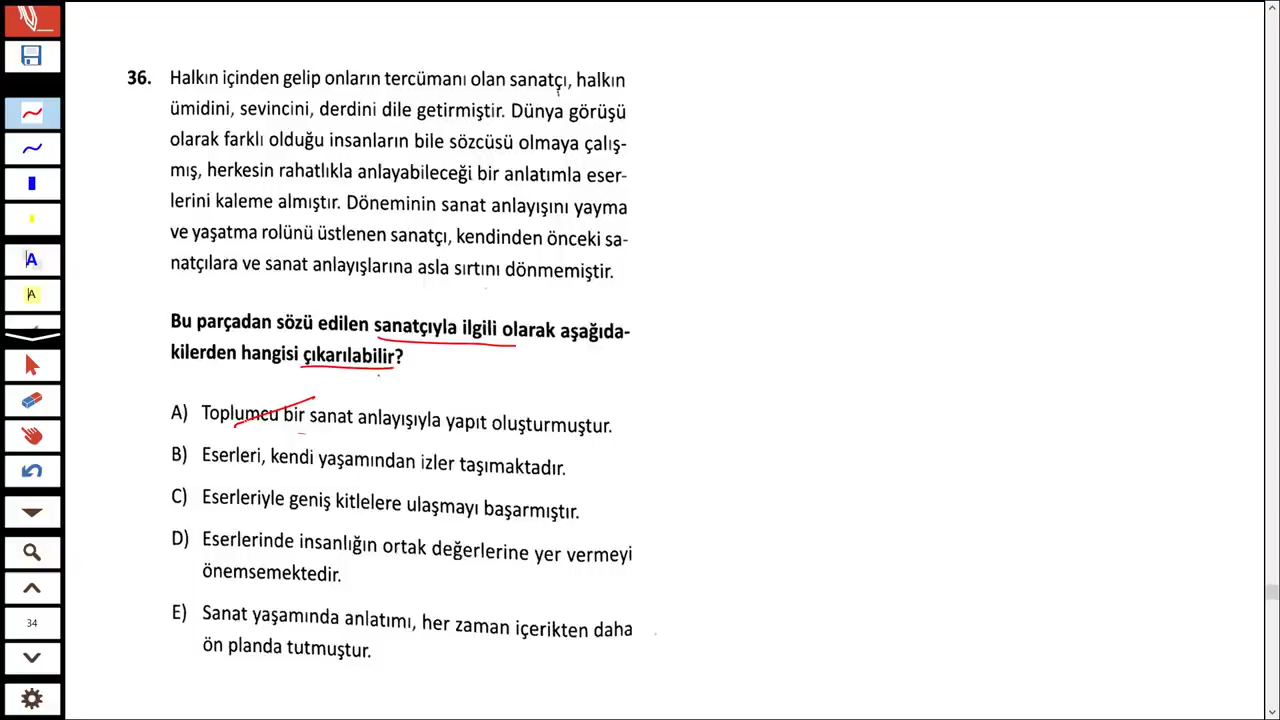 36. Halkın içinden gelip onların tercümanı olan sanatçı, halkın
ümidini, sevincini, derdini dile getirmiştir. Dünya görüşü
olarak farklı olduğu insanların bile sözcüsü olmaya çalış-
mış, herkesin rahatlıkla anlayabileceği bir anlatımla eser-
lerini kaleme almıştır. Döneminin sanat anlayışını yayma
ve yaşatma rolünü üstlenen sanatçı, kendinden önceki sa-
natçılara ve sanat anlayışlarına asla sırtını dönmemiştir.
Bu parçadan sözü edilen sanatçıyla ilgili olarak aşağıda-
kilerden hangisi çıkarılabilir?
A) Toplumcu bir sanat anlayışıyla yapıt oluşturmuştur.
B) Eserleri, kendi yaşamından izler taşımaktadır.
C) Eserleriyle geniş kitlelere ulaşmayı başarmıştır.
D) Eserlerinde insanlığın ortak değerlerine yer vermeyi
önemsemektedir.
E) Sanat yaşamında anlatımı, her zaman içerikten daha
ön planda tutmuştur.
A
A
34